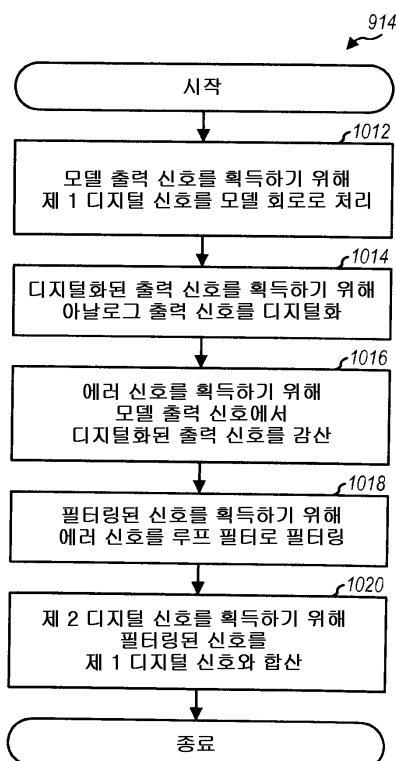 914
시작
1012
모델 출력 신호를 획득하기 위해
제 1 디지털 신호를 모델 회로로 처리
1014
디지털화된 출력 신호를 획득하기 위해
아날로그 출력 신호를 디지털화
1016
에러 신호를 획득하기 위해
모델 출력 신호에서
디지털화된 출력 신호를 감산
1018
필터링된 신호를 획득하기 위해
에러 신호를 루프 필터로 필터링
1020
제 2 디지털 신호를 획득하기 위해
필터링된 신호를
제 1 디지털 신호와 합산
종료